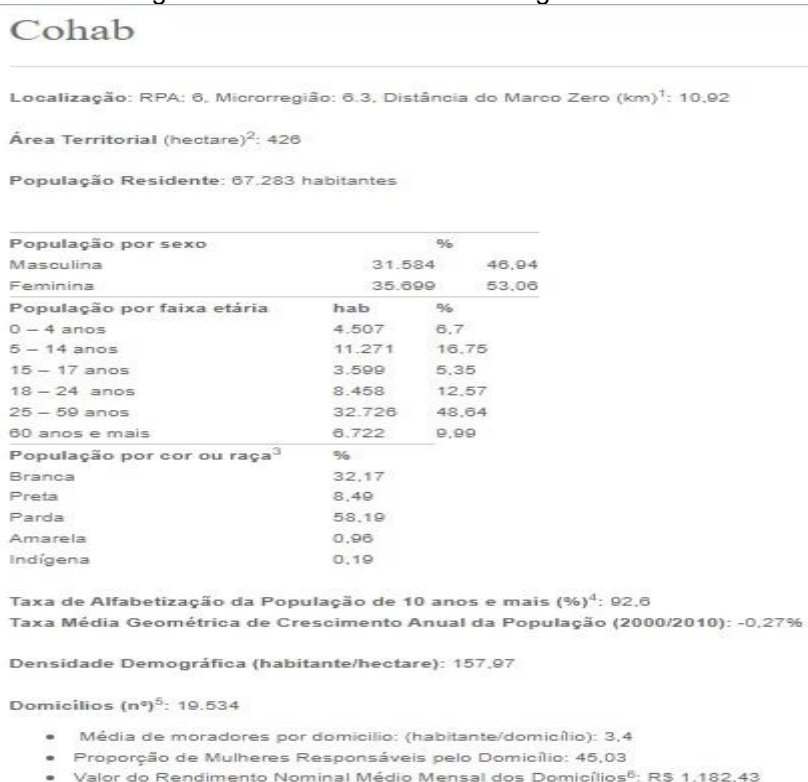 Cohab
Localização: RPA: 6, Microrregião: 6.3, Distância do Marco Zero (km)¹: 10,92
Área Territorial (hectare)²: 426
População Residente: 67.283 habitantes
População por sexo %
Masculina 31.584 46,94
Feminina 35.699 53,06
População por faixa etária hab %
0 – 4 anos 4.507 6,7
5 – 14 anos 11.271 16,75
15 – 17 anos 3.599 5,35
18 – 24 anos 8.458 12,57
25 – 59 anos 32.726 48,64
60 anos e mais 6.722 9,99
População por cor ou raça³ %
Branca 32,17
Preta 8,49
Parda 58,19
Amarela 0,96
Indígena 0,19
Taxa de Alfabetização da População de 10 anos e mais (%)⁴: 92,6
Taxa Média Geométrica de Crescimento Anual da População (2000/2010): -0,27%
Densidade Demográfica (habitante/hectare): 157,97
Domicílios (nº)⁵: 19.534
• Média de moradores por domicilio: (habitante/domicílio): 3,4
• Proporção de Mulheres Responsáveis pelo Domicílio: 45,03
• Valor do Rendimento Nominal Médio Mensal dos Domicílios⁶: R$ 1.182,43